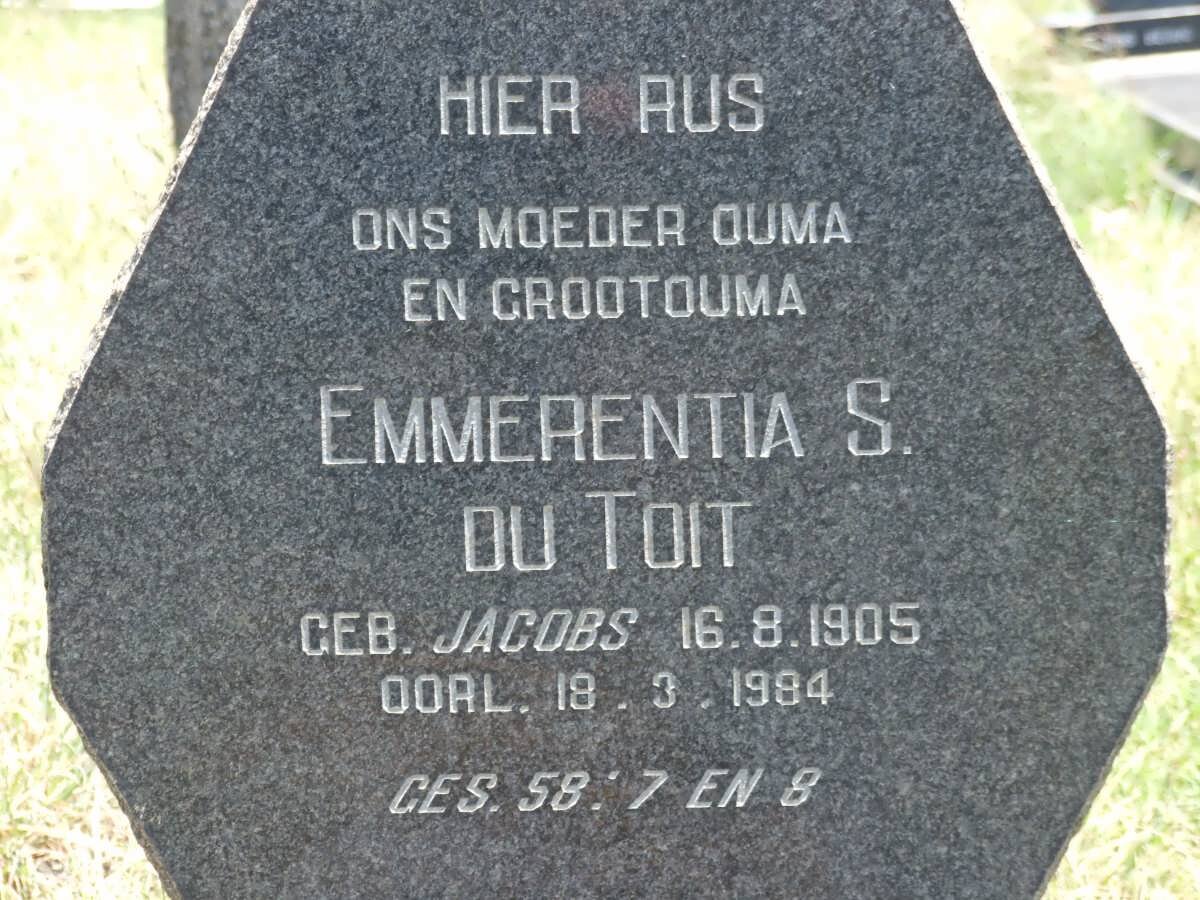 HIER RUS
ONS MOEDER OUMA
EN GROOTOUMA
EMMERENTIA S.
DU TOIT
GEB. JACOBS 16.8.1905
OORL. 18.3.1984
GES. 58:7 EN 8